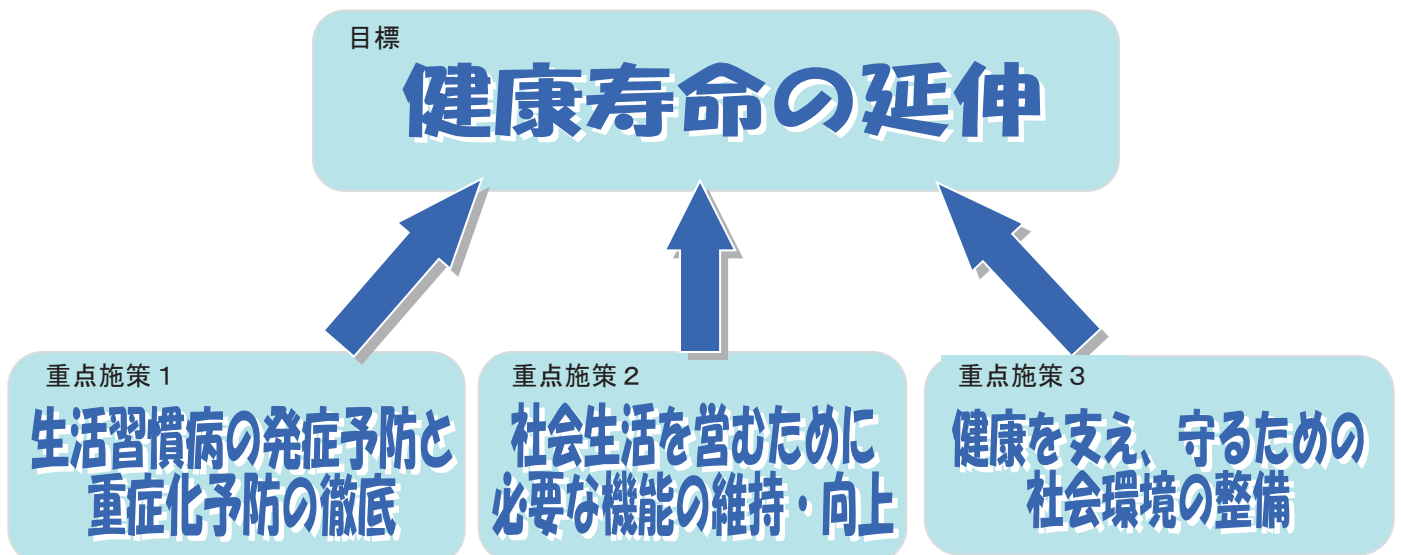 目標
健康寿命の延伸
重点施策１
生活習慣病の発症予防と
重症化予防の徹底
重点施策２
社会生活を営むために
必要な機能の維持・向上
重点施策３
健康を支え、守るための
社会環境の整備